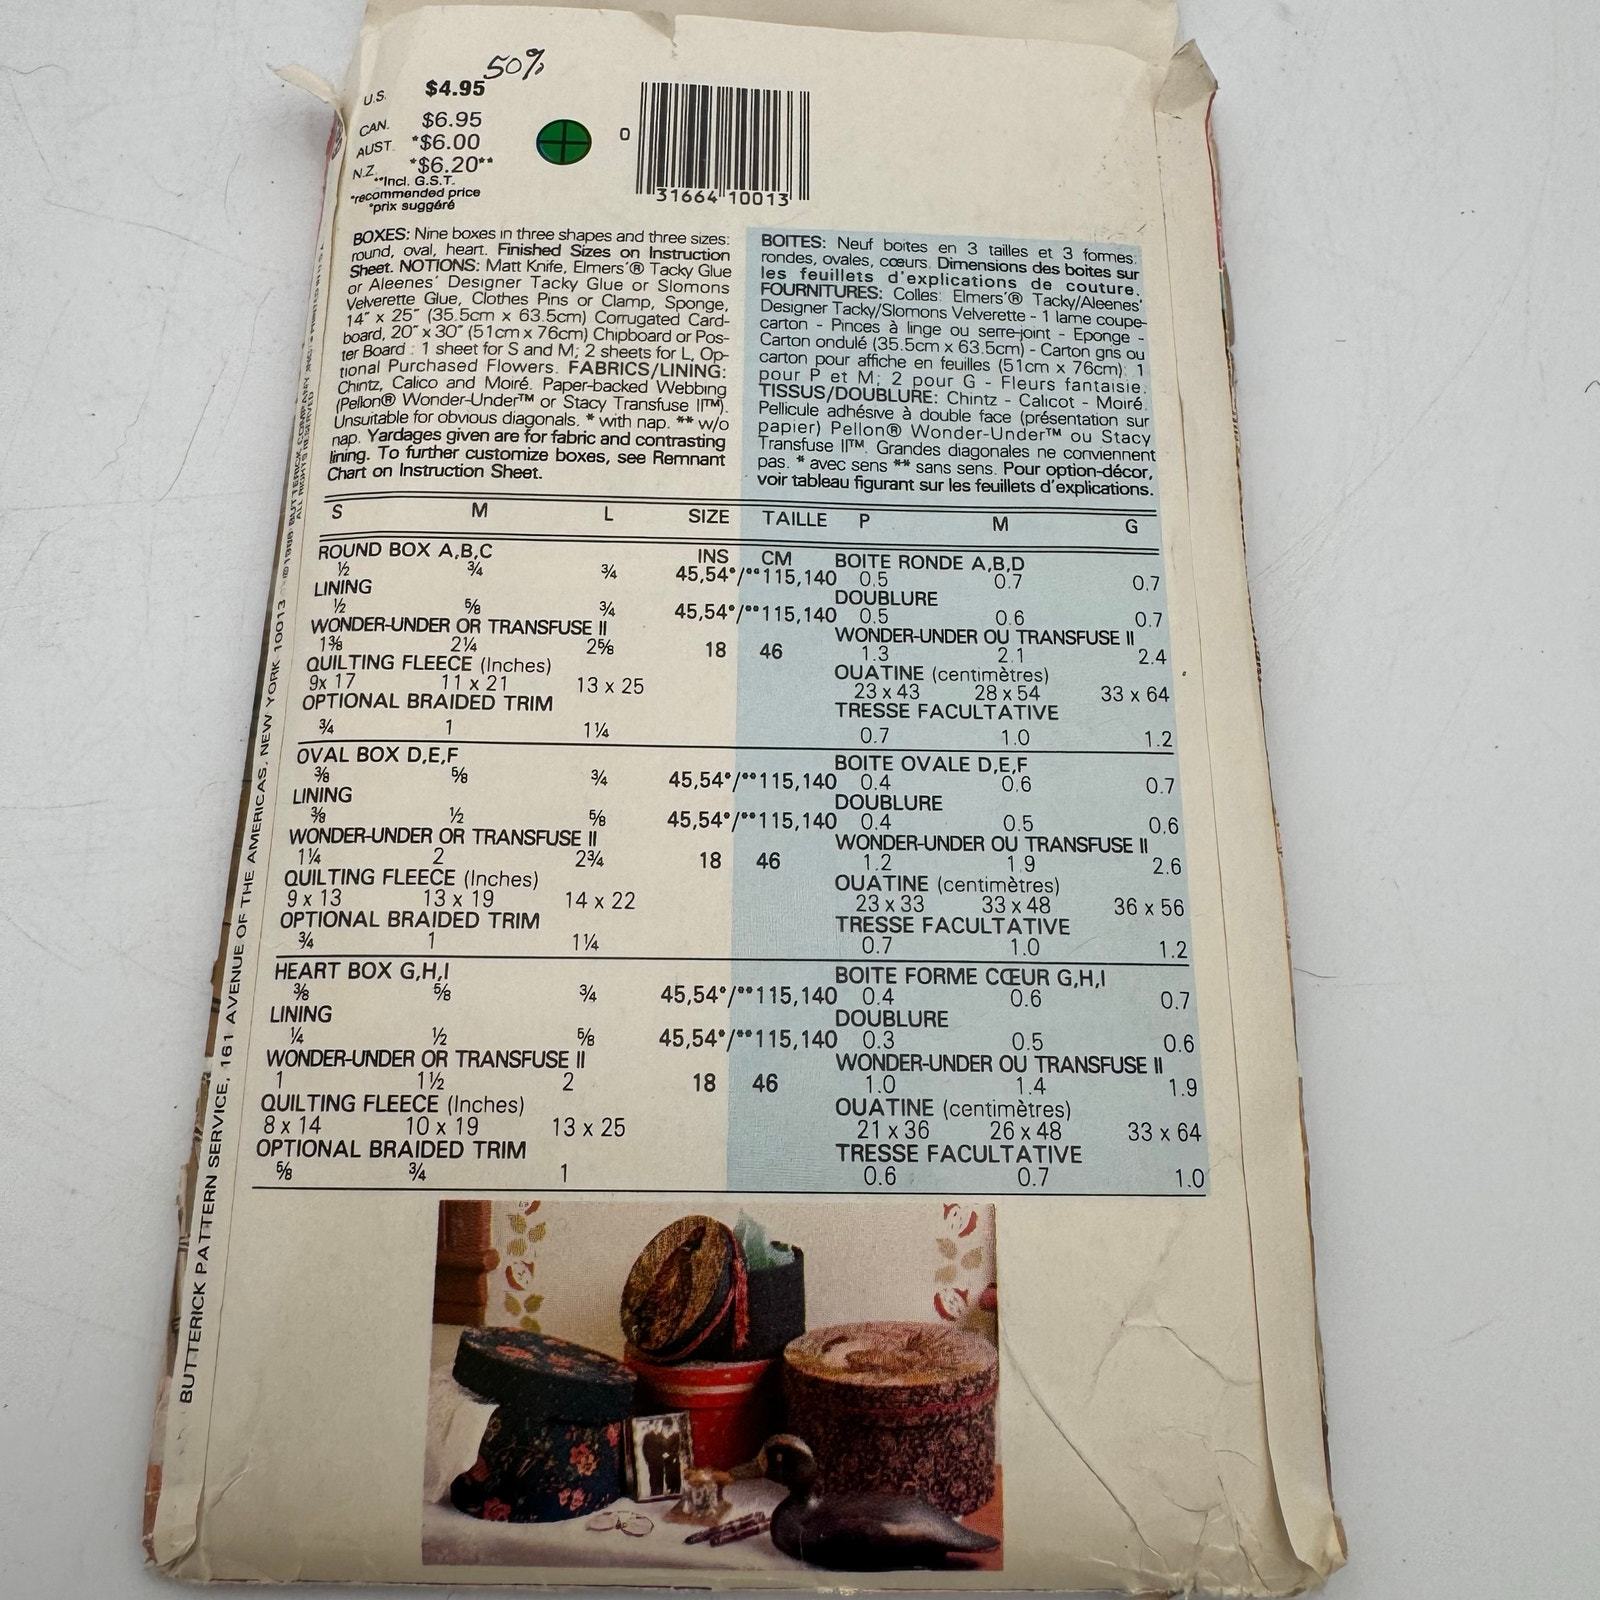 50%
U.S. $4.95
CAN. $6.95
AUST. *$6.00
N.Z. *$6.20**
**Incl. G.S.T.
*recommended price
*prix suggéré
0
31664 10013
BOXES: Nine boxes in three shapes and three sizes:
round, oval, heart. Finished Sizes on Instruction
Sheet. NOTIONS: Matt Knife, Elmers'® Tacky Glue
or Aleenes' Designer Tacky Glue or Slomons
Velverette Glue, Clothes Pins or Clamp, Sponge,
14" x 25" (35.5cm x 63.5cm) Corrugated Card-
board, 20" x 30" (51cm x 76cm) Chipboard or Pos-
ter Board : 1 sheet for S and M; 2 sheets for L, Op-
tional Purchased Flowers. FABRICS/LINING:
Chintz, Calico and Moiré. Paper-backed Webbing
(Pellon® Wonder-Under™ or Stacy Transfuse II™).
Unsuitable for obvious diagonals. * with nap. ** w/o
nap. Yardages given are for fabric and contrasting
lining. To further customize boxes, see Remnant
Chart on Instruction Sheet.
BOITES: Neuf boites en 3 tailles et 3 formes:
rondes, ovales, cœurs. Dimensions des boites sur
les feuillets d'explications de couture.
FOURNITURES: Colles: Elmers'® Tacky/Aleenes'
Designer Tacky/Slomons Velverette - 1 lame coupe-
carton - Pinces à linge ou serre-joint - Eponge -
Carton ondulé (35.5cm x 63.5cm) - Carton gris ou
carton pour affiche en feuilles (51cm x 76cm): 1
pour P et M; 2 pour G - Fleurs fantaisie.
TISSUS/DOUBLURE: Chintz - Calicot - Moiré.
Pellicule adhésive à double face (présentation sur
papier) Pellon® Wonder-Under™ ou Stacy
Transfuse II™. Grandes diagonales ne conviennent
pas. * avec sens ** sans sens. Pour option-décor,
voir tableau figurant sur les feuillets d'explications.
S M L SIZE TAILLE P M G
ROUND BOX A,B,C INS CM BOITE RONDE A,B,D
½ ¾ ¾ 45,54*/**115,140 0.5 0.7 0.7
LINING DOUBLURE
½ ⅝ ¾ 45,54*/**115,140 0.5 0.6 0.7
WONDER-UNDER OR TRANSFUSE II WONDER-UNDER OU TRANSFUSE II
1⅜ 2¼ 2⅝ 18 46 1.3 2.1 2.4
QUILTING FLEECE (Inches) OUATINE (centimètres)
9x 17 11 x 21 13 x 25 23 x 43 28 x 54 33 x 64
OPTIONAL BRAIDED TRIM TRESSE FACULTATIVE
¾ 1 1¼ 0.7 1.0 1.2
OVAL BOX D,E,F BOITE OVALE D,E,F
⅜ ⅝ ¾ 45,54*/**115,140 0.4 0.6 0.7
LINING DOUBLURE
⅜ ½ ⅝ 45,54*/**115,140 0.4 0.5 0.6
WONDER-UNDER OR TRANSFUSE II WONDER-UNDER OU TRANSFUSE II
1¼ 2 2¾ 18 46 1.2 1.9 2.6
QUILTING FLEECE (Inches) OUATINE (centimètres)
9 x 13 13 x 19 14 x 22 23 x 33 33 x 48 36 x 56
OPTIONAL BRAIDED TRIM TRESSE FACULTATIVE
¾ 1 1¼ 0.7 1.0 1.2
HEART BOX G,H,I BOITE FORME CŒUR G,H,I
⅜ ⅝ ¾ 45,54*/**115,140 0.4 0.6 0.7
LINING DOUBLURE
¼ ½ ⅝ 45,54*/**115,140 0.3 0.5 0.6
WONDER-UNDER OR TRANSFUSE II WONDER-UNDER OU TRANSFUSE II
1 1½ 2 18 46 1.0 1.4 1.9
QUILTING FLEECE (Inches) OUATINE (centimètres)
8 x 14 10 x 19 13 x 25 21 x 36 26 x 48 33 x 64
OPTIONAL BRAIDED TRIM TRESSE FACULTATIVE
⅝ ¾ 1 0.6 0.7 1.0
BUTTERICK PATTERN SERVICE, 161 AVENUE OF THE AMERICAS, NEW YORK 10013
BUTTERICK COMPANY, INC.
ALL RIGHTS RESERVED